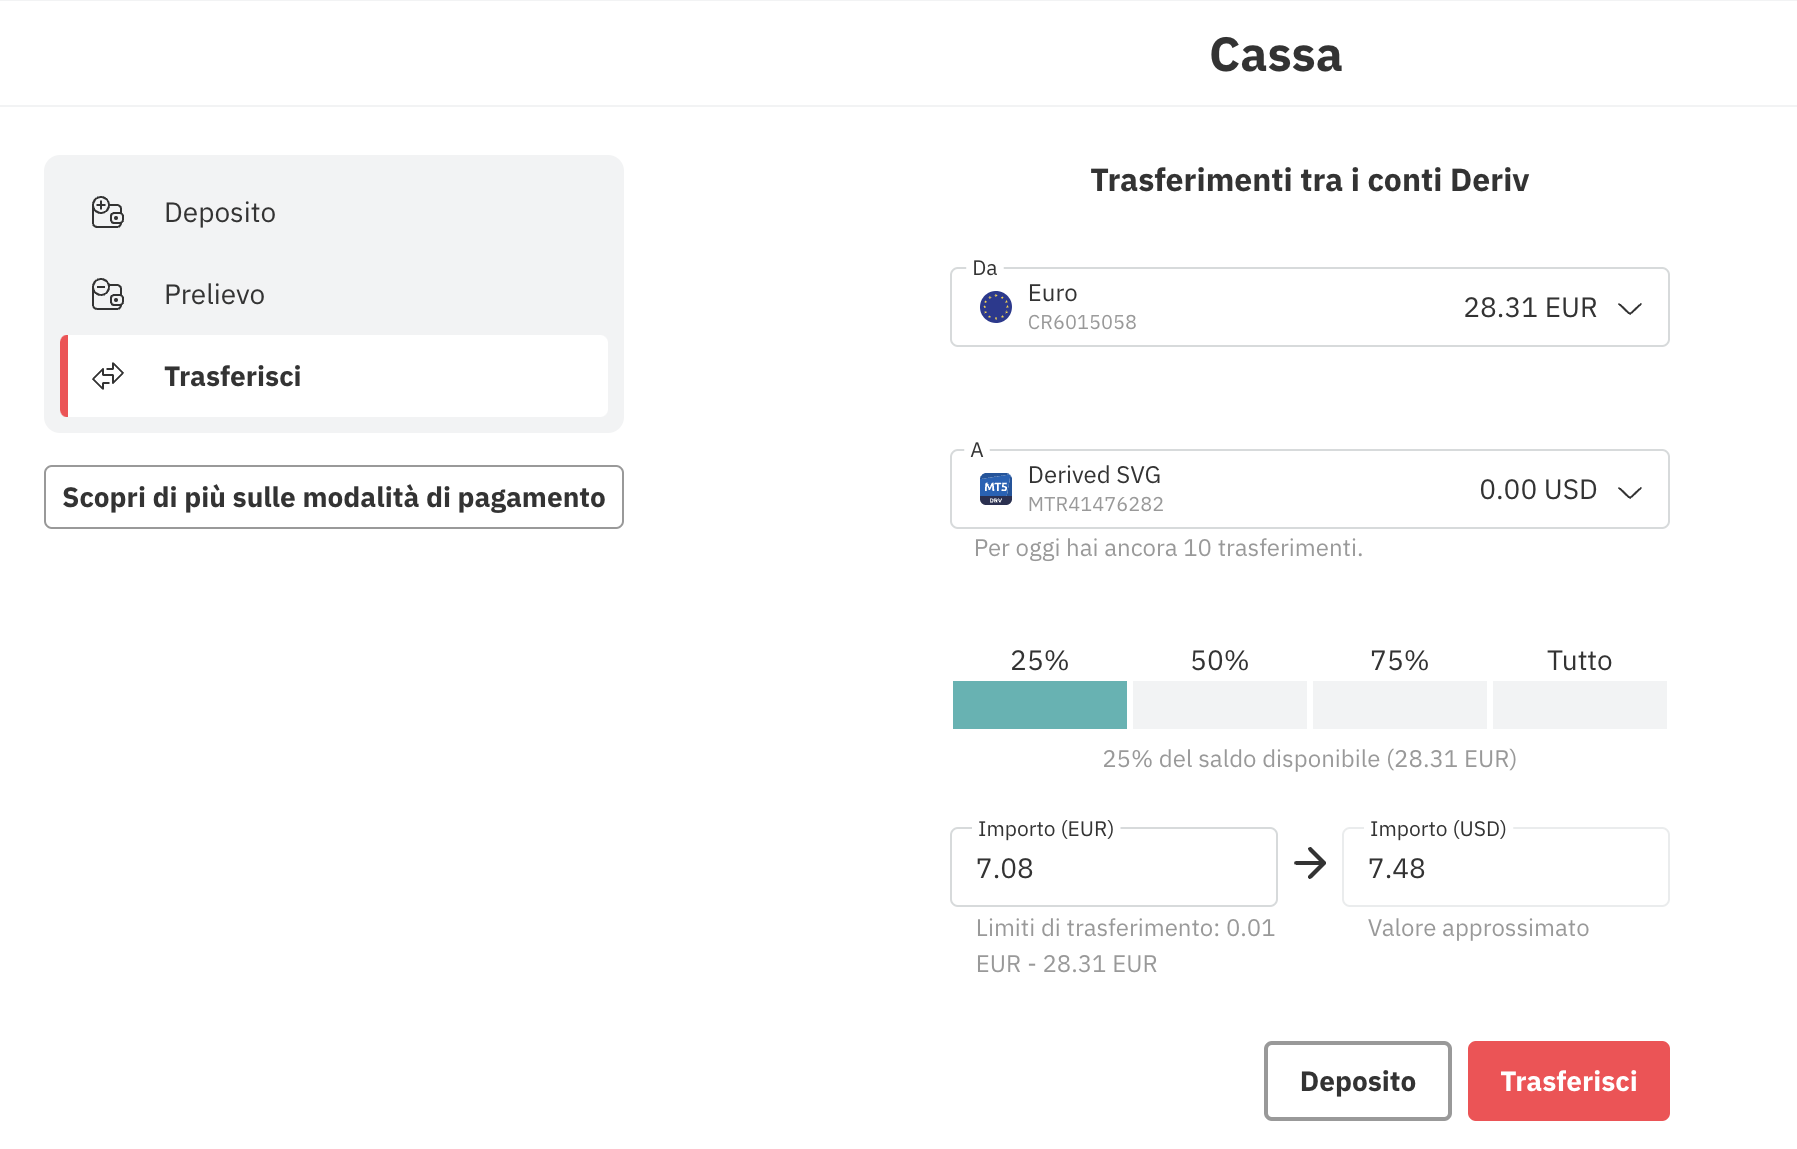 Cassa
Deposito
Prelievo
Trasferisci
Scopri di più sulle modalità di pagamento
Trasferimenti tra i conti Deriv
Da
Euro
CR6015058
28.31 EUR
A
MT5
DRV
Derived SVG
MTR41476282
0.00 USD
Per oggi hai ancora 10 trasferimenti.
25% 50% 75% Tutto
25% del saldo disponibile (28.31 EUR)
Importo (EUR)
7.08
Limiti di trasferimento: 0.01
EUR - 28.31 EUR
Importo (USD)
7.48
Valore approssimato
Deposito
Trasferisci